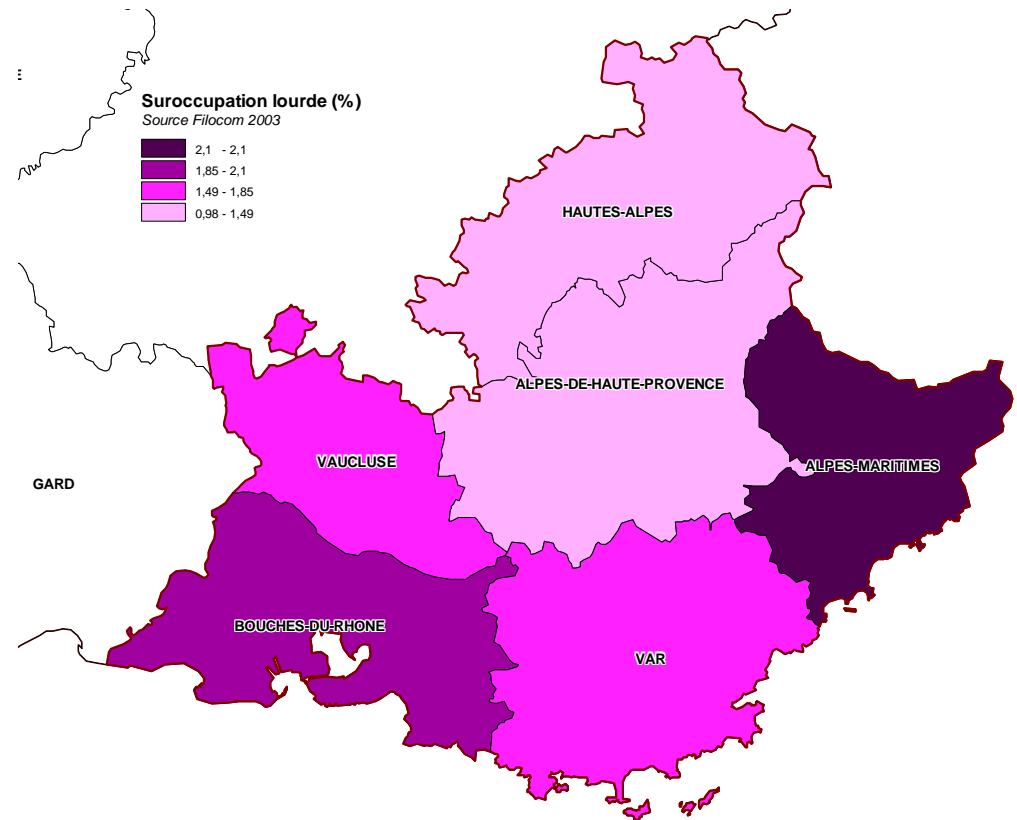 Suroccupation lourde (%)
Source Filocom 2003
2,1 - 2,1
1,85 - 2,1
1,49 - 1,85
0,98 - 1,49
HAUTES-ALPES
ALPES-DE-HAUTE-PROVENCE
VAUCLUSE
ALPES-MARITIMES
GARD
BOUCHES-DU-RHONE
VAR